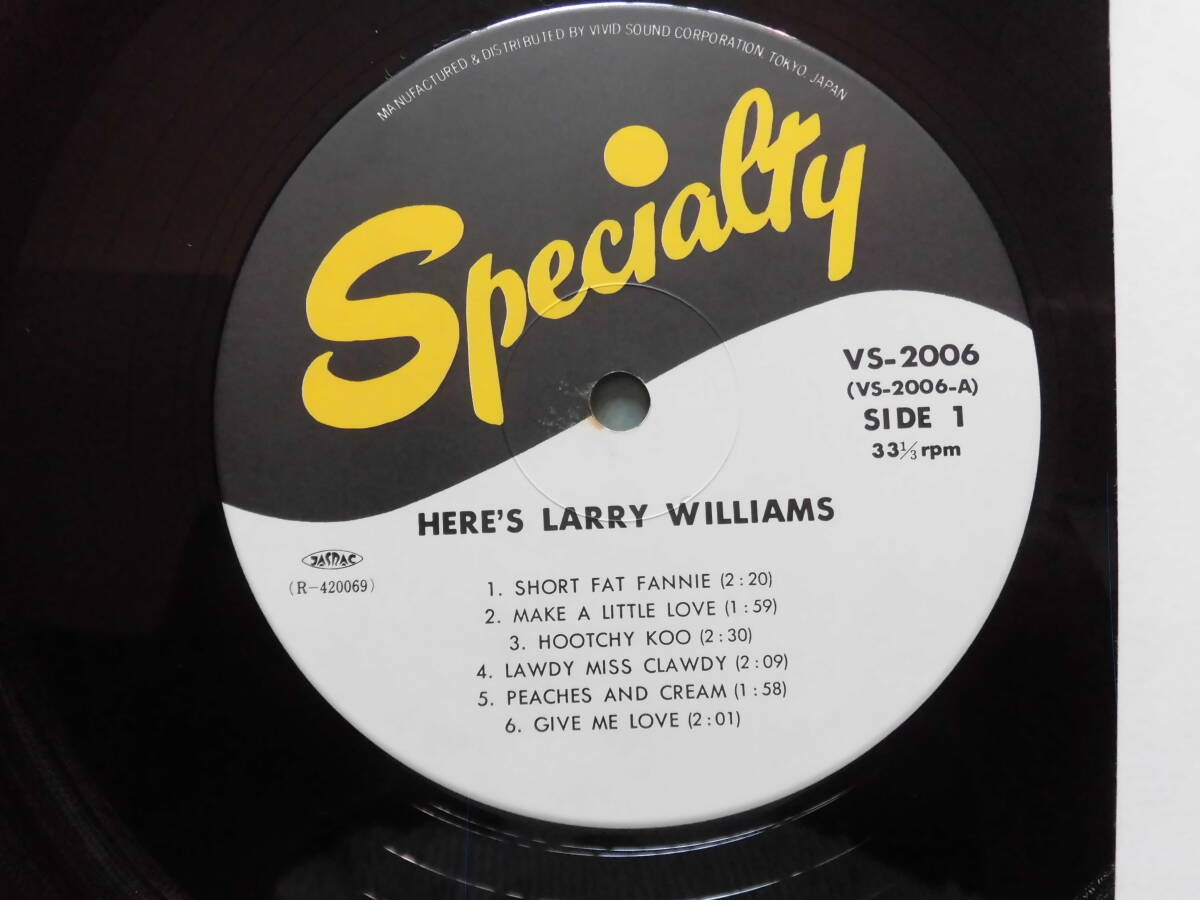 MANUFACTURED & DISTRIBUTED BY VIVID SOUND CORPORATION, TOKYO, JAPAN
Specialty
VS-2006
(VS-2006-A)
SIDE 1
33⅓ rpm
HERE'S LARRY WILLIAMS
JASRAC
(R-420069)
1. SHORT FAT FANNIE (2:20)
2. MAKE A LITTLE LOVE (1:59)
3. HOOTCHY KOO (2:30)
4. LAWDY MISS CLAWDY (2:09)
5. PEACHES AND CREAM (1:58)
6. GIVE ME LOVE (2:01)